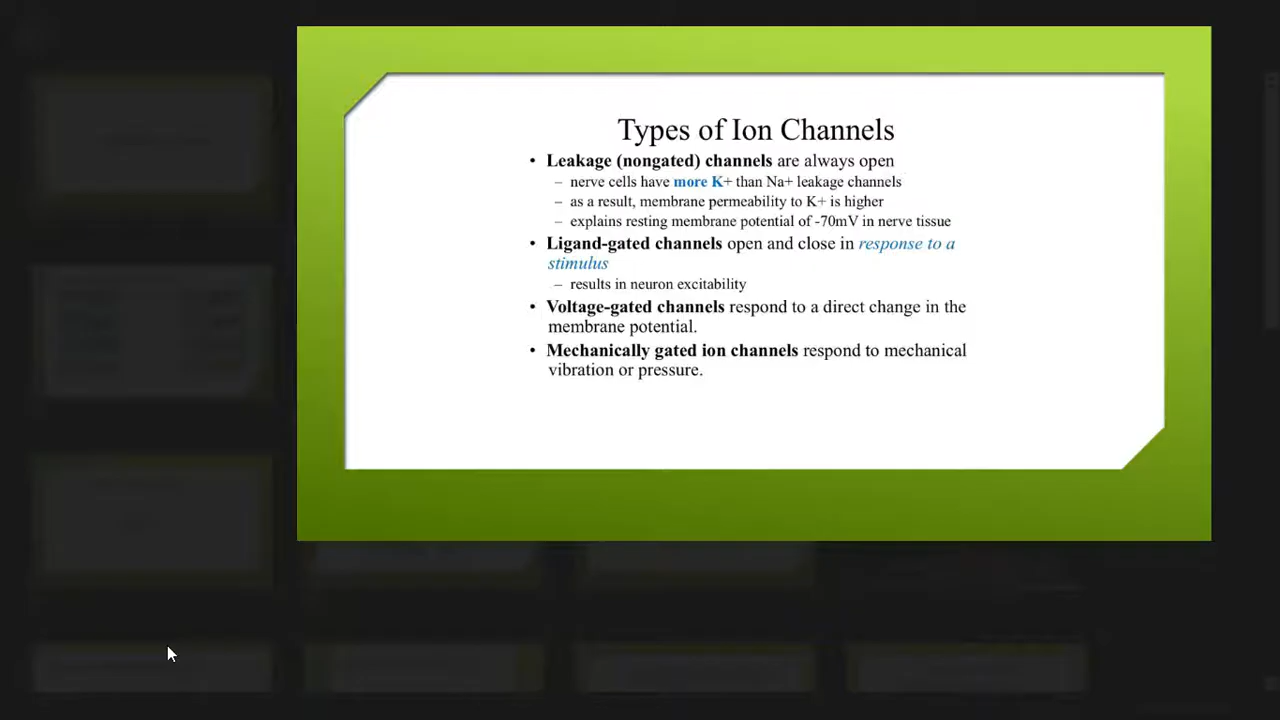 Types of Ion Channels
• Leakage (nongated) channels are always open
– nerve cells have more K+ than Na+ leakage channels
– as a result, membrane permeability to K+ is higher
– explains resting membrane potential of -70mV in nerve tissue
• Ligand-gated channels open and close in response to a
stimulus
– results in neuron excitability
• Voltage-gated channels respond to a direct change in the
membrane potential.
• Mechanically gated ion channels respond to mechanical
vibration or pressure.